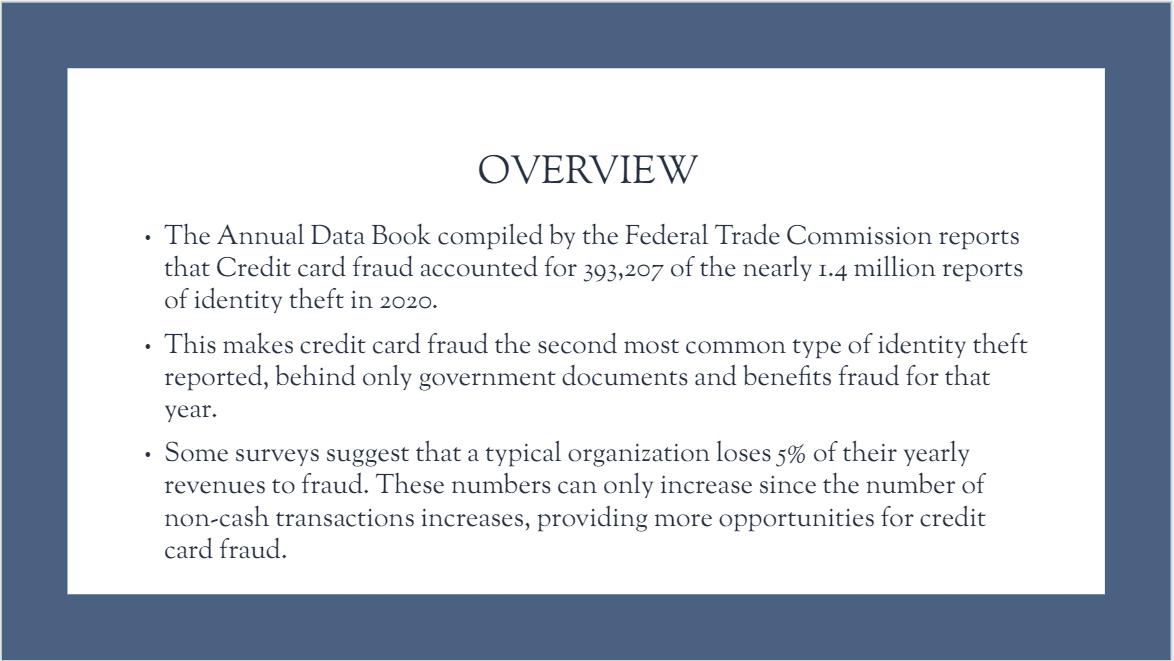 OVERVIEW
• The Annual Data Book compiled by the Federal Trade Commission reports
that Credit card fraud accounted for 393,207 of the nearly 1.4 million reports
of identity theft in 2020.
• This makes credit card fraud the second most common type of identity theft
reported, behind only government documents and benefits fraud for that
year.
• Some surveys suggest that a typical organization loses 5% of their yearly
revenues to fraud. These numbers can only increase since the number of
non-cash transactions increases, providing more opportunities for credit
card fraud.